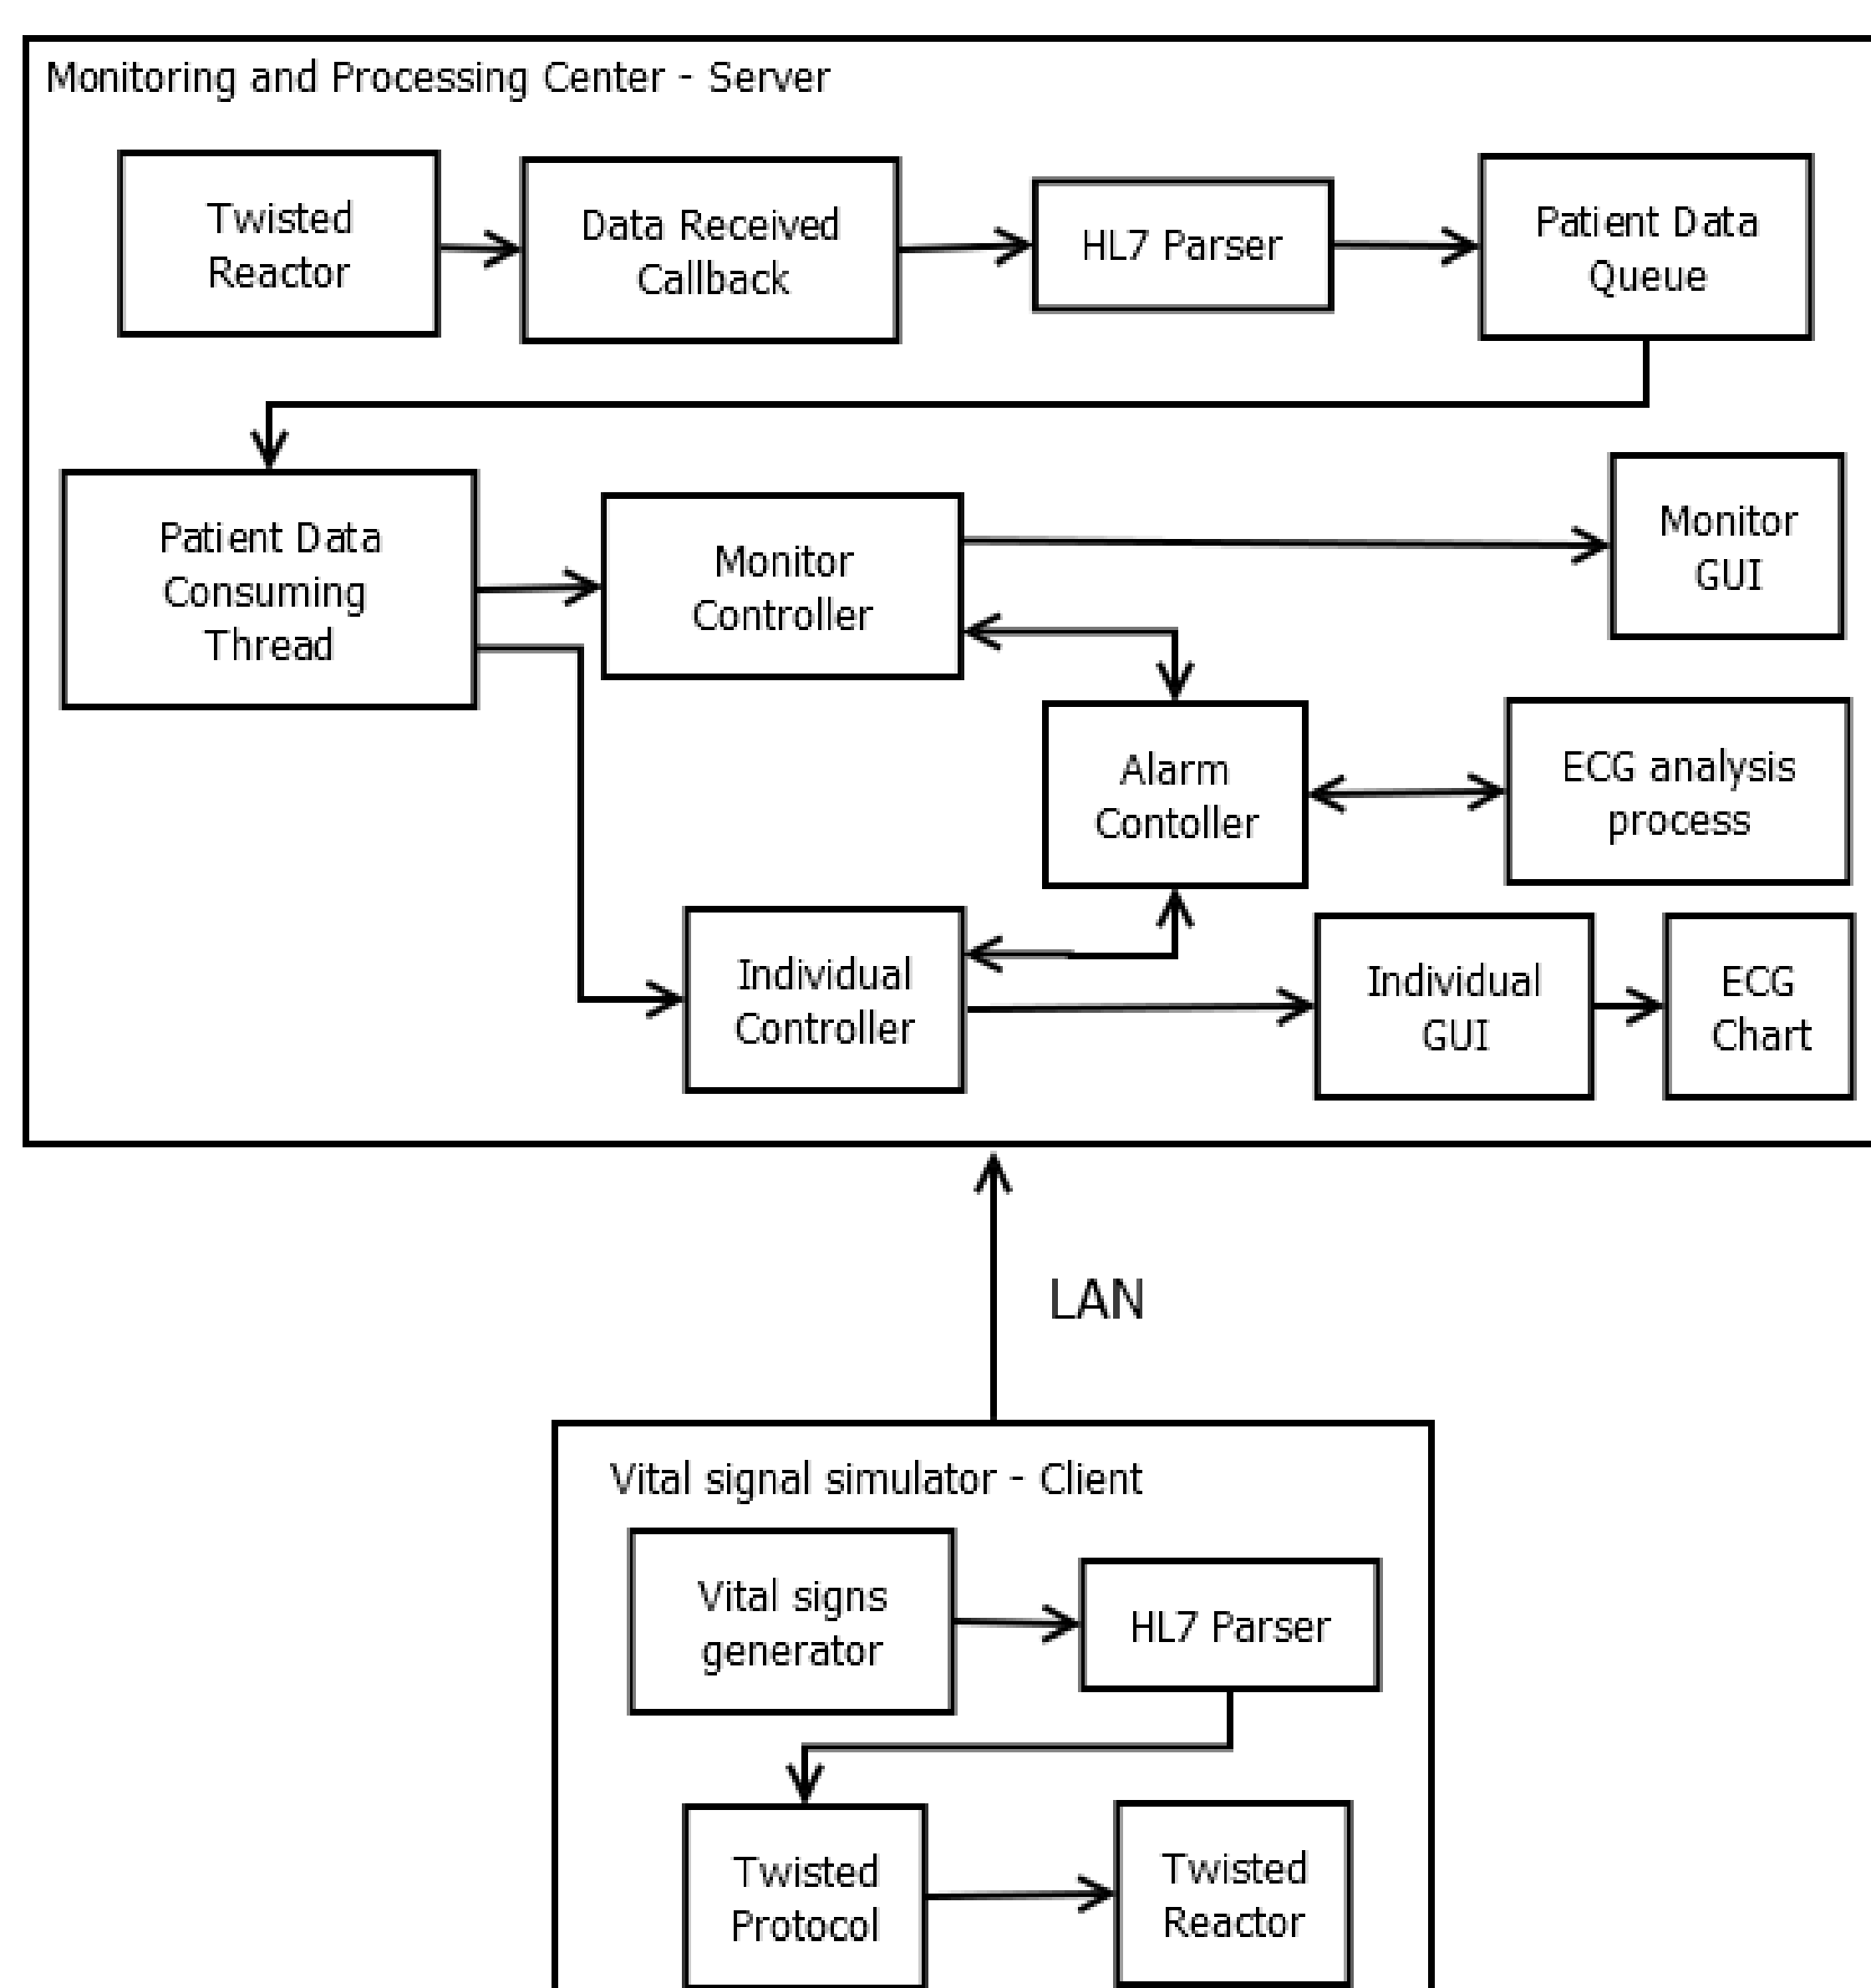 Monitoring and Processing Center - Server
Twisted
Reactor
Data Received
Callback
HL7 Parser
Patient Data
Queue
Patient Data
Consuming
Thread
Monitor
Controller
Monitor
GUI
Alarm
Contoller
ECG analysis
process
Individual
Controller
Individual
GUI
ECG
Chart
LAN
Vital signal simulator - Client
Vital signs
generator
HL7 Parser
Twisted
Protocol
Twisted
Reactor